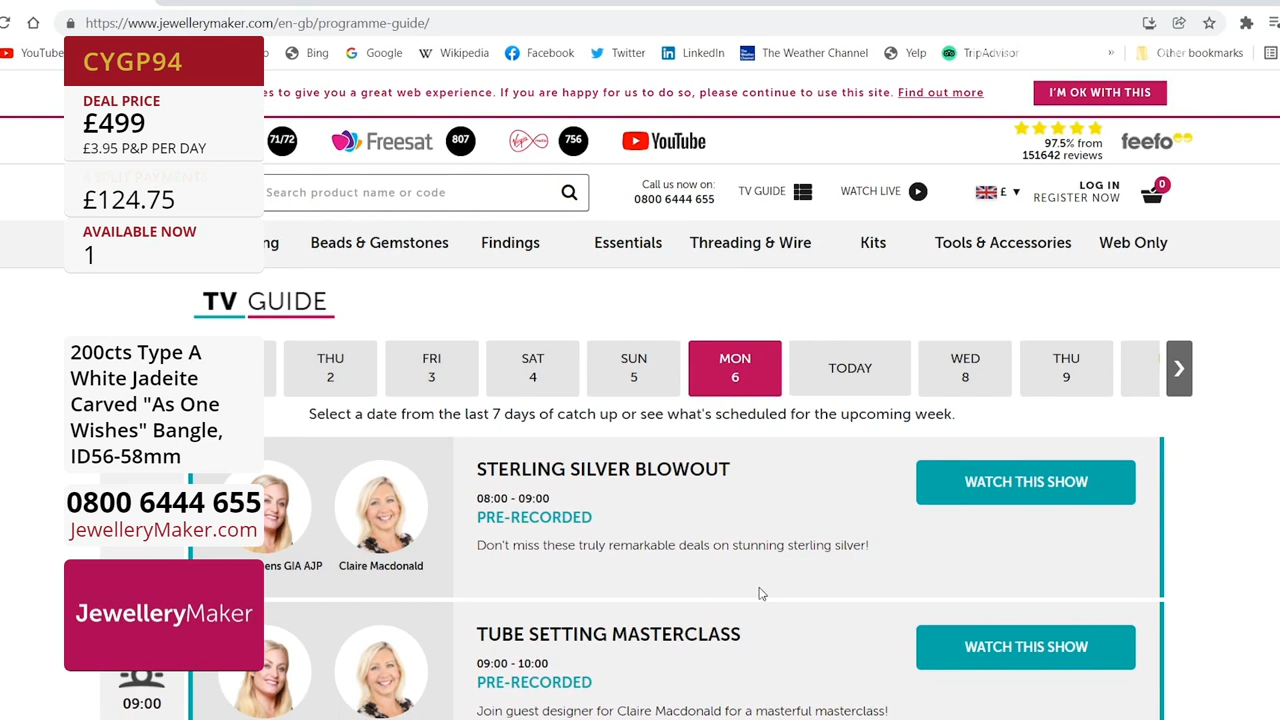 https://www.jewellerymaker.com/en-gb/programme-guide/
YouTube
Bing
Google
Wikipedia
Facebook
Twitter
LinkedIn
The Weather Channel
Yelp
TripAdvisor
»
Other bookmarks
es to give you a great web experience. If you are happy for us to do so, please continue to use this site. Find out more
I'M OK WITH THIS
71/72
Freesat
807
Virgin media
756
YouTube
97.5% from
151642 reviews
feefo
Search product name or code
Call us now on:
0800 6444 655
TV GUIDE
WATCH LIVE
£
LOG IN
REGISTER NOW
0
ng
Beads & Gemstones
Findings
Essentials
Threading & Wire
Kits
Tools & Accessories
Web Only
CYGP94
DEAL PRICE
£499
£3.95 P&P PER DAY
£124.75
AVAILABLE NOW
1
TV GUIDE
THU
2
FRI
3
SAT
4
SUN
5
MON
6
TODAY
WED
8
THU
9
Select a date from the last 7 days of catch up or see what's scheduled for the upcoming week.
200cts Type A
White Jadeite
Carved "As One
Wishes" Bangle,
ID56-58mm
0800 6444 655
JewelleryMaker.com
JewelleryMaker
ens GIA AJP
Claire Macdonald
STERLING SILVER BLOWOUT
08:00 - 09:00
PRE-RECORDED
Don't miss these truly remarkable deals on stunning sterling silver!
WATCH THIS SHOW
09:00
TUBE SETTING MASTERCLASS
09:00 - 10:00
PRE-RECORDED
Join guest designer for Claire Macdonald for a masterful masterclass!
WATCH THIS SHOW